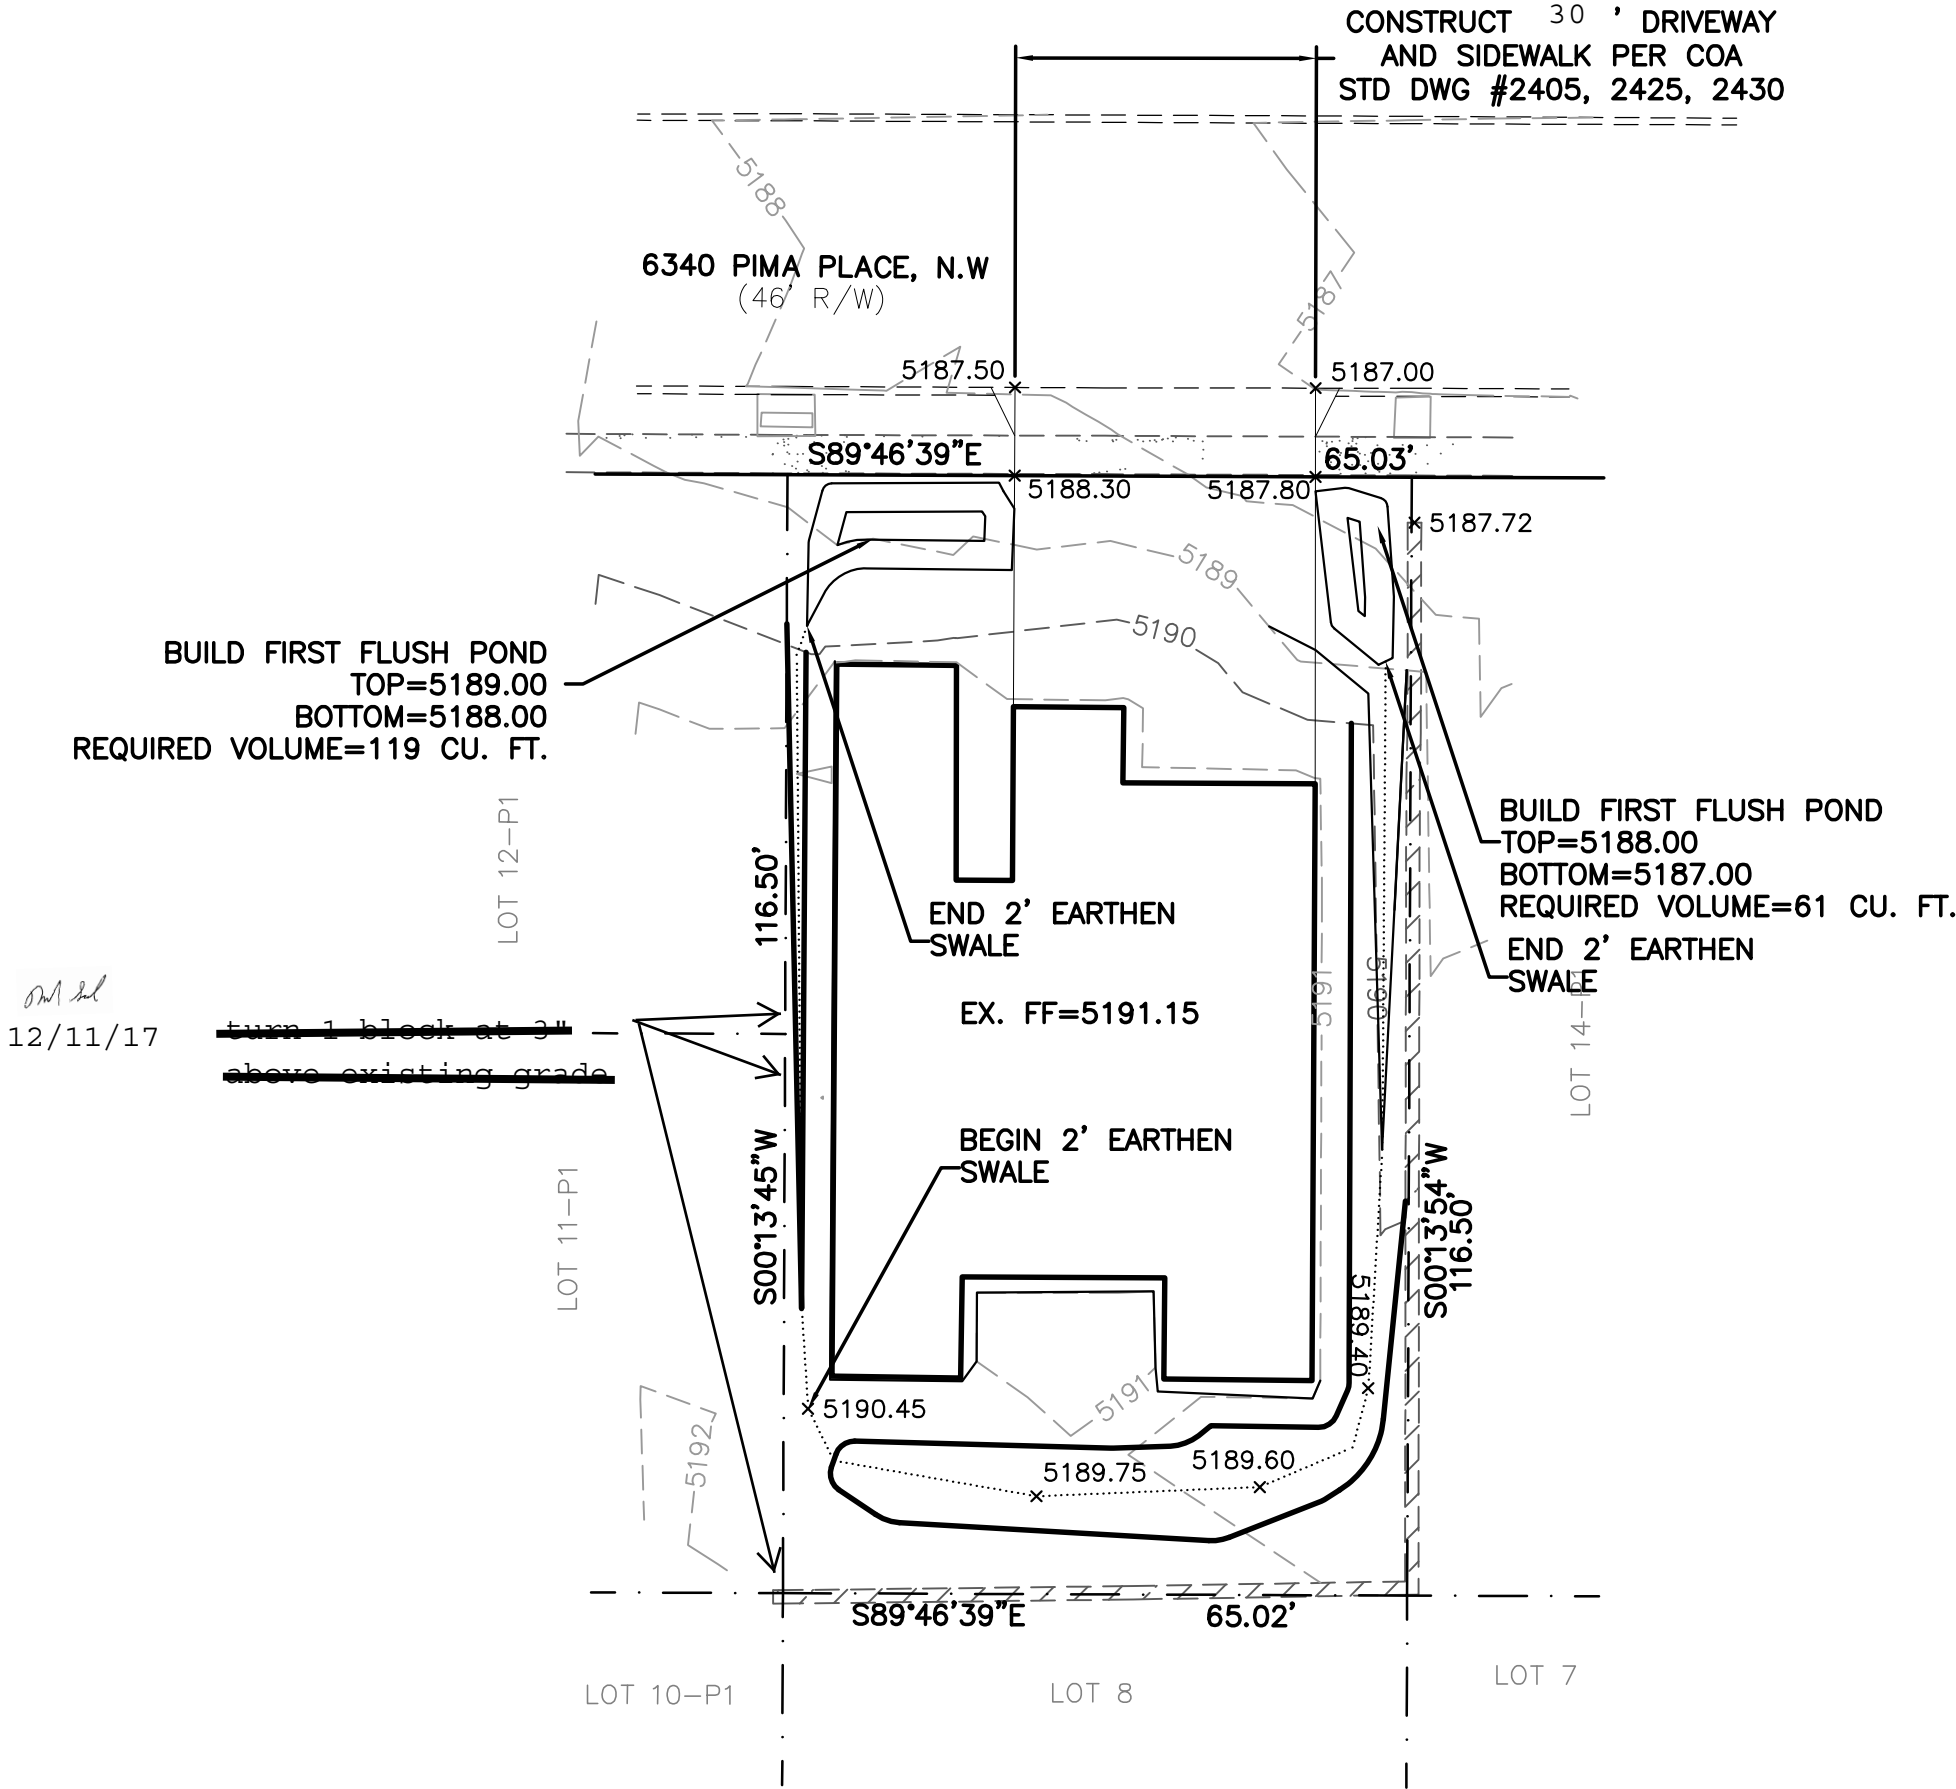 CONSTRUCT 30 ' DRIVEWAY
AND SIDEWALK PER COA
STD DWG #2405, 2425, 2430
5188
6340 PIMA PLACE, N.W
(46' R/W)
5187
5187.50
5187.00
S89°46'39"E
65.03'
5188.30
5187.80
5187.72
5189
5190
BUILD FIRST FLUSH POND
TOP=5189.00
BOTTOM=5188.00
REQUIRED VOLUME=119 CU. FT.
LOT 12-P1
116.50'
END 2' EARTHEN
SWALE
BUILD FIRST FLUSH POND
TOP=5188.00
BOTTOM=5187.00
REQUIRED VOLUME=61 CU. FT.
END 2' EARTHEN
SWALE
EX. FF=5191.15
5191
5190
LOT 14-P1
12/11/17
turn 1 block at 3"
above existing grade
BEGIN 2' EARTHEN
SWALE
S00°13'45"W
LOT 11-P1
S00°13'54"W
116.50'
5189.40
5190.45
5191
5192
5189.75
5189.60
S89°46'39"E
65.02'
LOT 10-P1
LOT 8
LOT 7